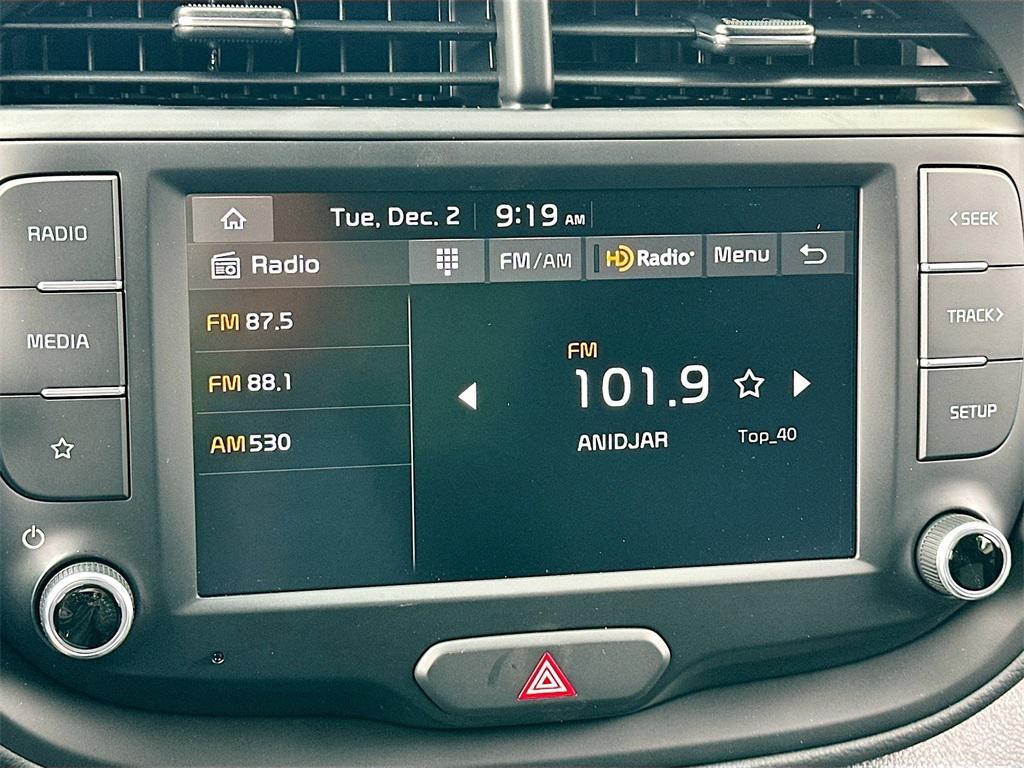 RADIO
MEDIA
Tue, Dec. 2 9:19 AM
Radio FM/AM HD Radio Menu
FM 87.5
FM 88.1
AM 530
FM
101.9
ANIDJAR Top_40
<SEEK
TRACK>
SETUP